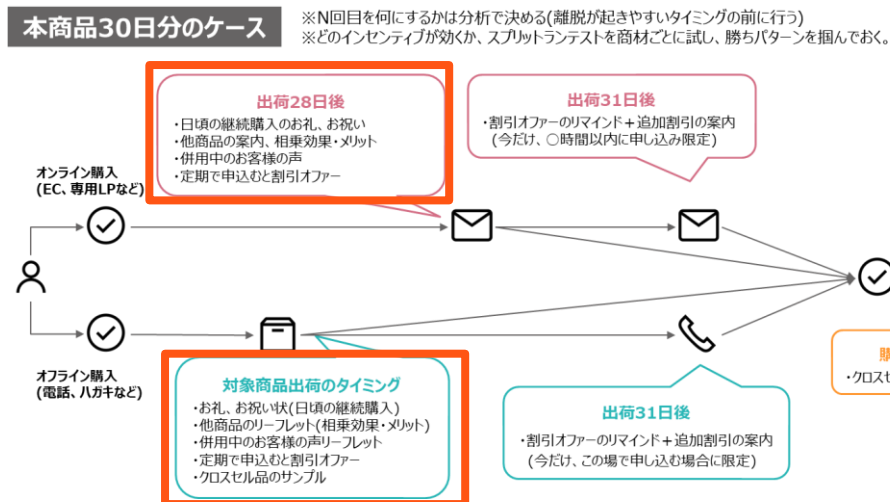 本商品30日分のケース
※N回目を何にするかは分析で決める(離脱が起きやすいタイミングの前に行う)
※どのインセンティブが効くか、スプリットランテストを商材ごとに試し、勝ちパターンを掴んでおく。
出荷28日後
・日頃の継続購入のお礼、お祝い
・他商品の案内、相乗効果・メリット
・併用中のお客様の声
・定期で申込むと割引オファー
出荷31日後
・割引オファーのリマインド+追加割引の案内
(今だけ、○時間以内に申し込み限定)
オンライン購入
(EC、専用LPなど)
オフライン購入
(電話、ハガキなど)
対象商品出荷のタイミング
・お礼、お祝い状(日頃の継続購入)
・他商品のリーフレット(相乗効果・メリット)
・併用中のお客様の声リーフレット
・定期で申込むと割引オファー
・クロスセル品のサンプル
出荷31日後
・割引オファーのリマインド+追加割引の案内
(今だけ、この場で申し込む場合に限定)
購
・クロスセ